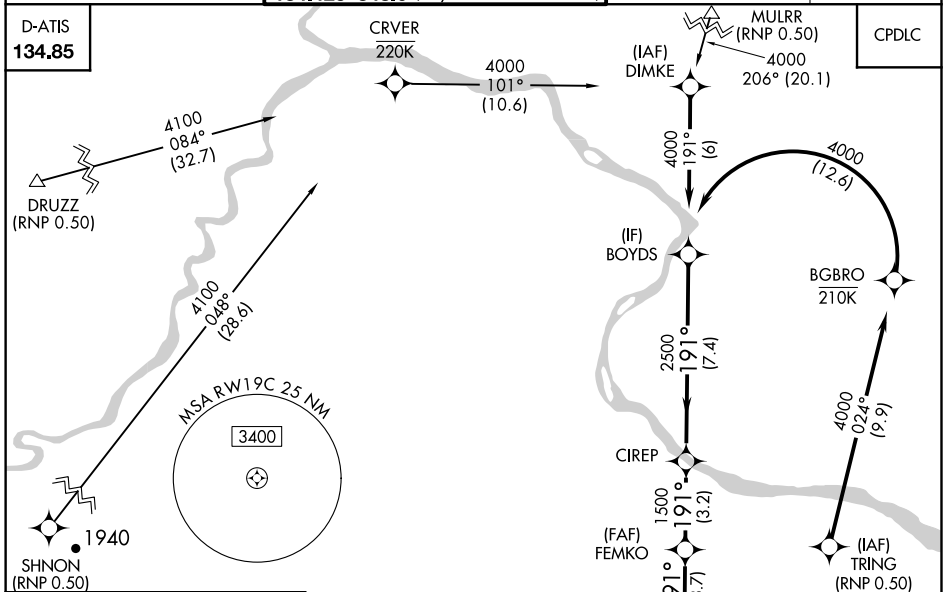 D-ATIS
134.85
CRVER
220K
4000
101°
(10.6)
MULRR
(RNP 0.50)
4000
206° (20.1)
CPDLC
(IAF)
DIMKE
4100
084°
(32.7)
DRUZZ
(RNP 0.50)
4000
191°
(6)
4000
(12.6)
(IF)
BOYDS
BGBRO
210K
4100
048°
(28.6)
2500
191°
(7.4)
4000
024°
(9.9)
MSA RW19C 25 NM
3400
CIREP
1500
191°
(3.2)
(FAF)
FEMKO
1940
SHNON
(RNP 0.50)
(IAF)
TRING
(RNP 0.50)